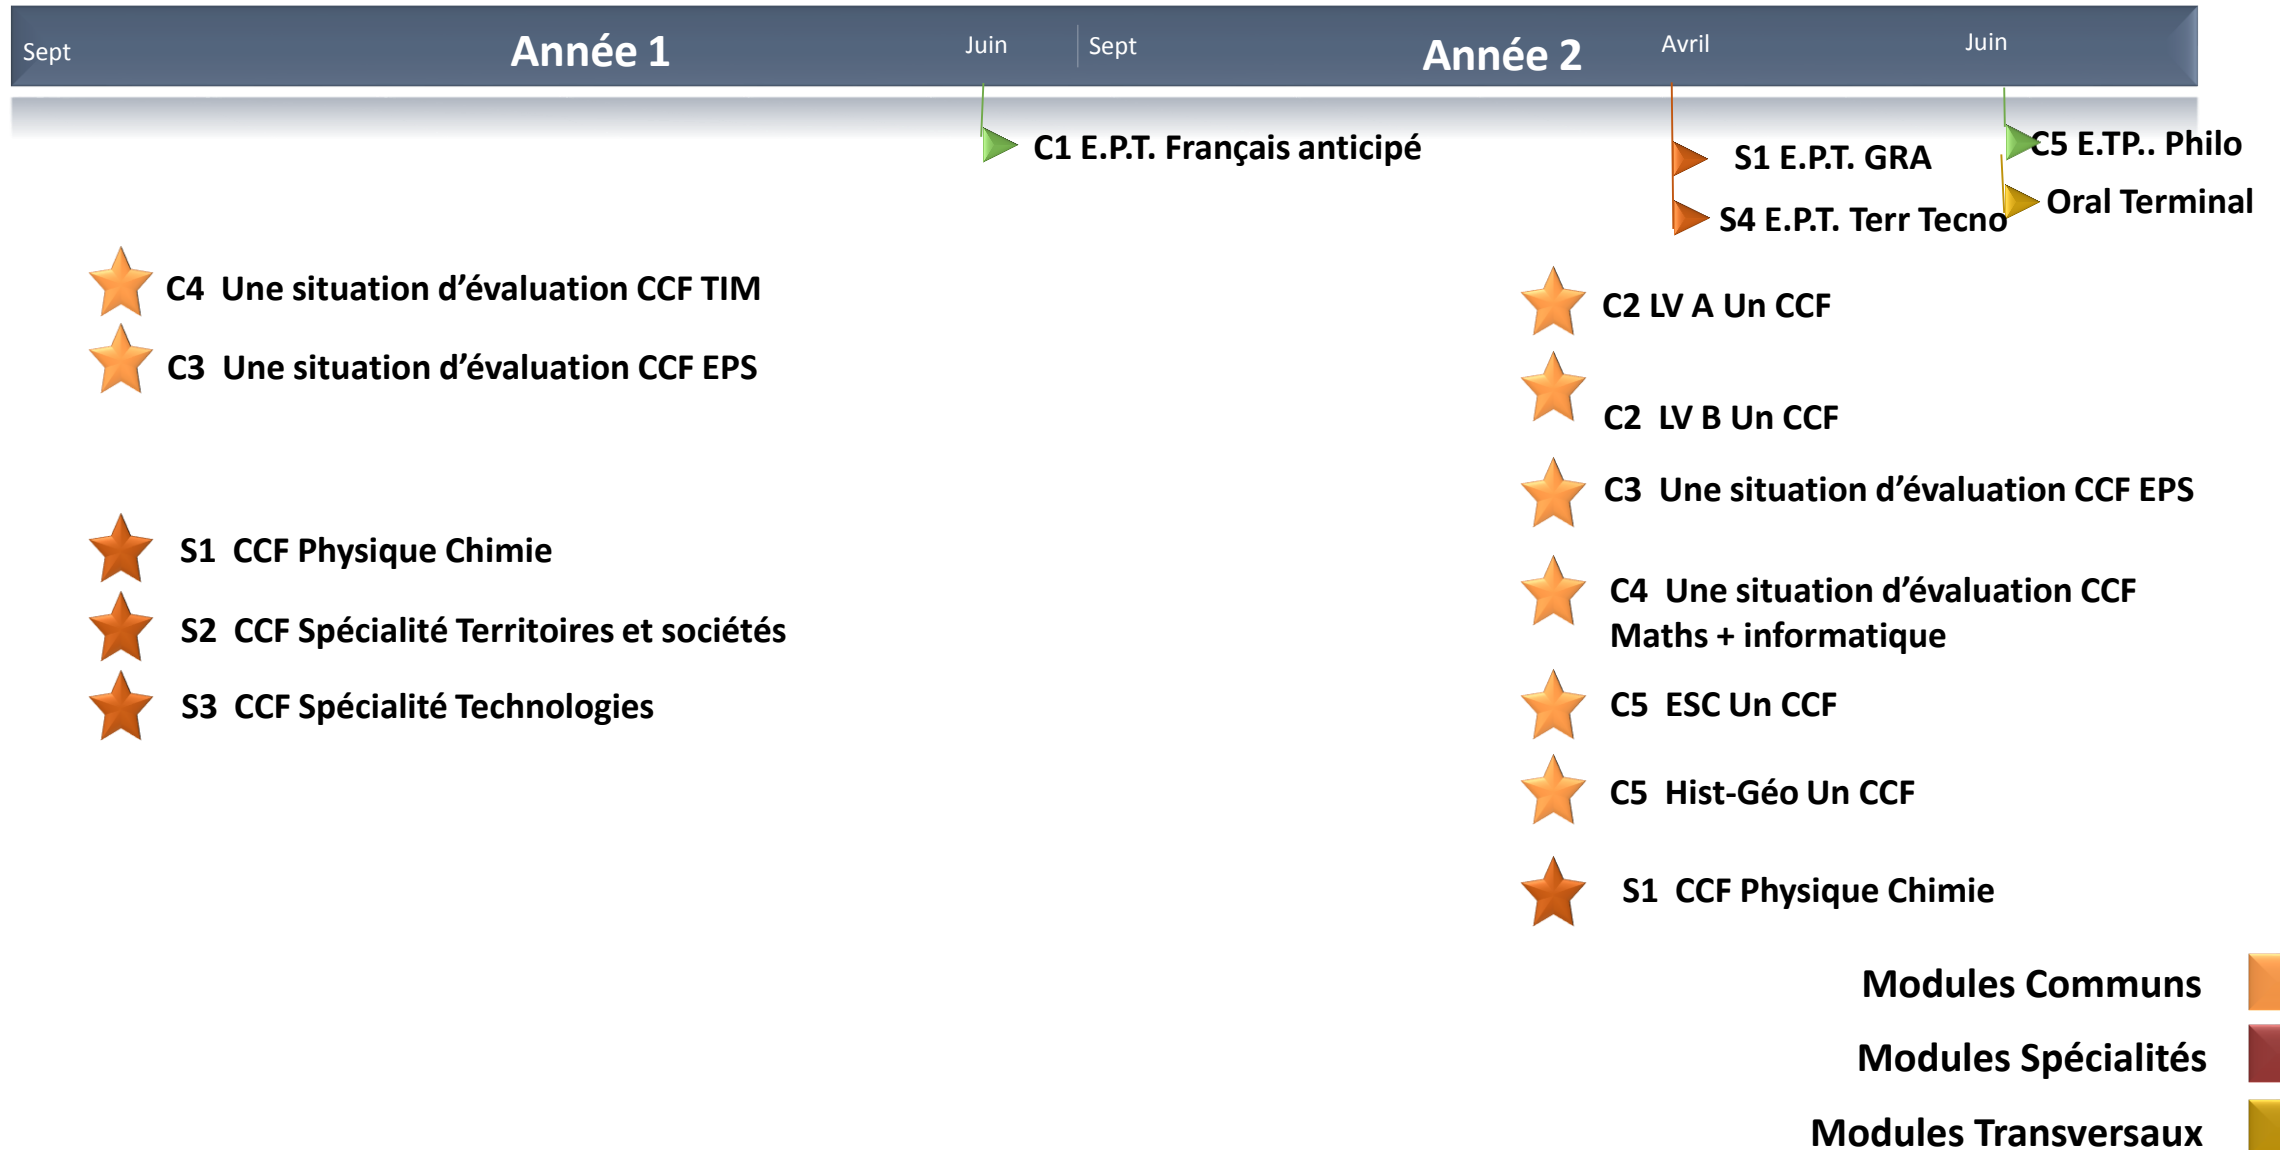 Sept
Année 1
Juin
Sept
Année 2
Avril
Juin
C1 E.P.T. Français anticipé
S1 E.P.T. GRA
S4 E.P.T. Terr Tecno
C5 E.TP.. Philo
Oral Terminal
C4 Une situation d’évaluation CCF TIM
C3 Une situation d’évaluation CCF EPS
S1 CCF Physique Chimie
S2 CCF Spécialité Territoires et sociétés
S3 CCF Spécialité Technologies
C2 LV A Un CCF
C2 LV B Un CCF
C3 Une situation d’évaluation CCF EPS
C4 Une situation d’évaluation CCF
Maths + informatique
C5 ESC Un CCF
C5 Hist-Géo Un CCF
S1 CCF Physique Chimie
Modules Communs
Modules Spécialités
Modules Transversaux